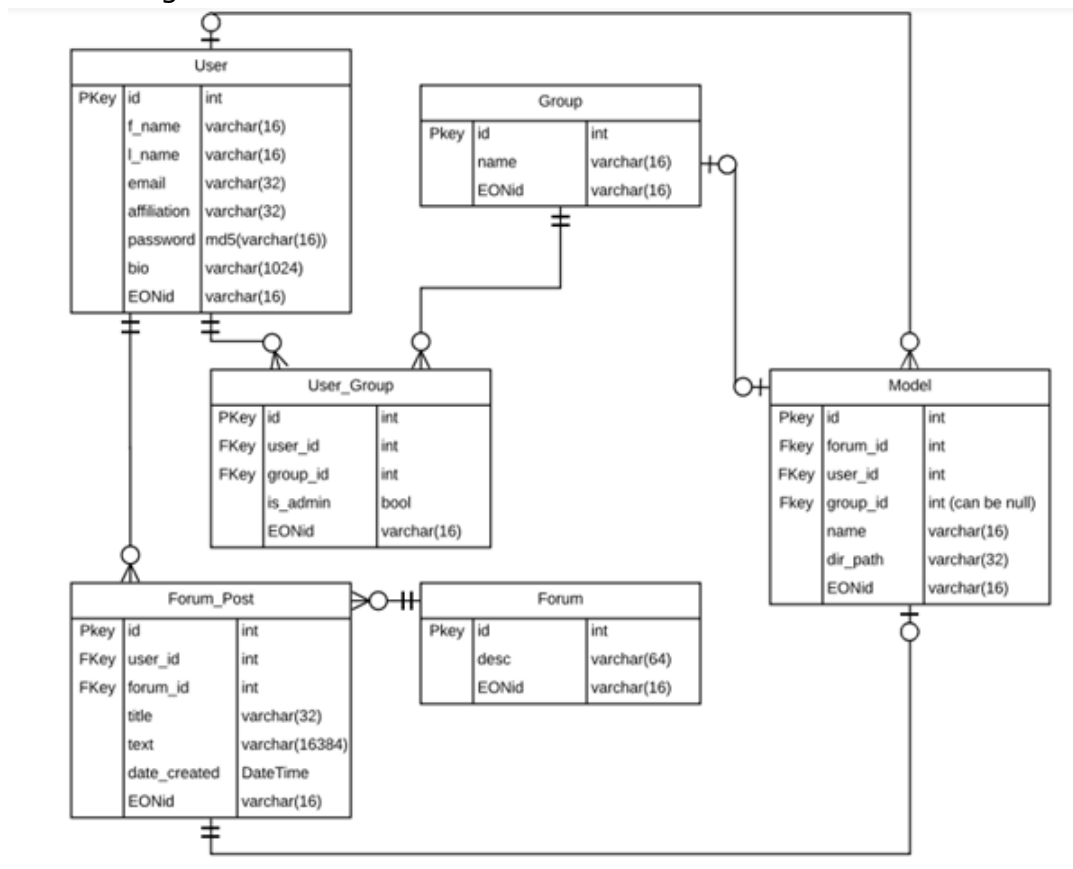 User
PKey id int
f_name varchar(16)
l_name varchar(16)
email varchar(32)
affiliation varchar(32)
password md5(varchar(16))
bio varchar(1024)
EONid varchar(16)
Group
Pkey id int
name varchar(16)
EONid varchar(16)
User_Group
PKey id int
FKey user_id int
FKey group_id int
is_admin bool
EONid varchar(16)
Model
Pkey id int
Fkey forum_id int
FKey user_id int
Fkey group_id int (can be null)
name varchar(16)
dir_path varchar(32)
EONid varchar(16)
Forum_Post
Pkey id int
FKey user_id int
FKey forum_id int
title varchar(32)
text varchar(16384)
date_created DateTime
EONid varchar(16)
Forum
Pkey id int
desc varchar(64)
EONid varchar(16)